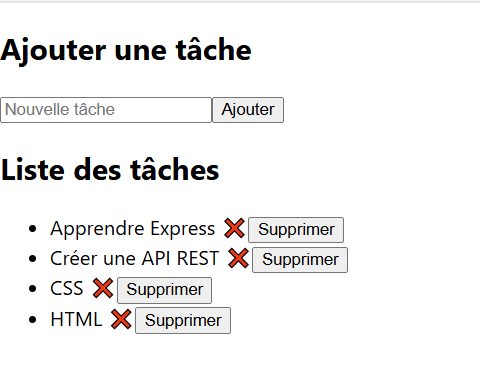 Ajouter une tâche
Nouvelle tâche Ajouter
Liste des tâches
Apprendre Express ❌ Supprimer
Créer une API REST ❌ Supprimer
CSS ❌ Supprimer
HTML ❌ Supprimer